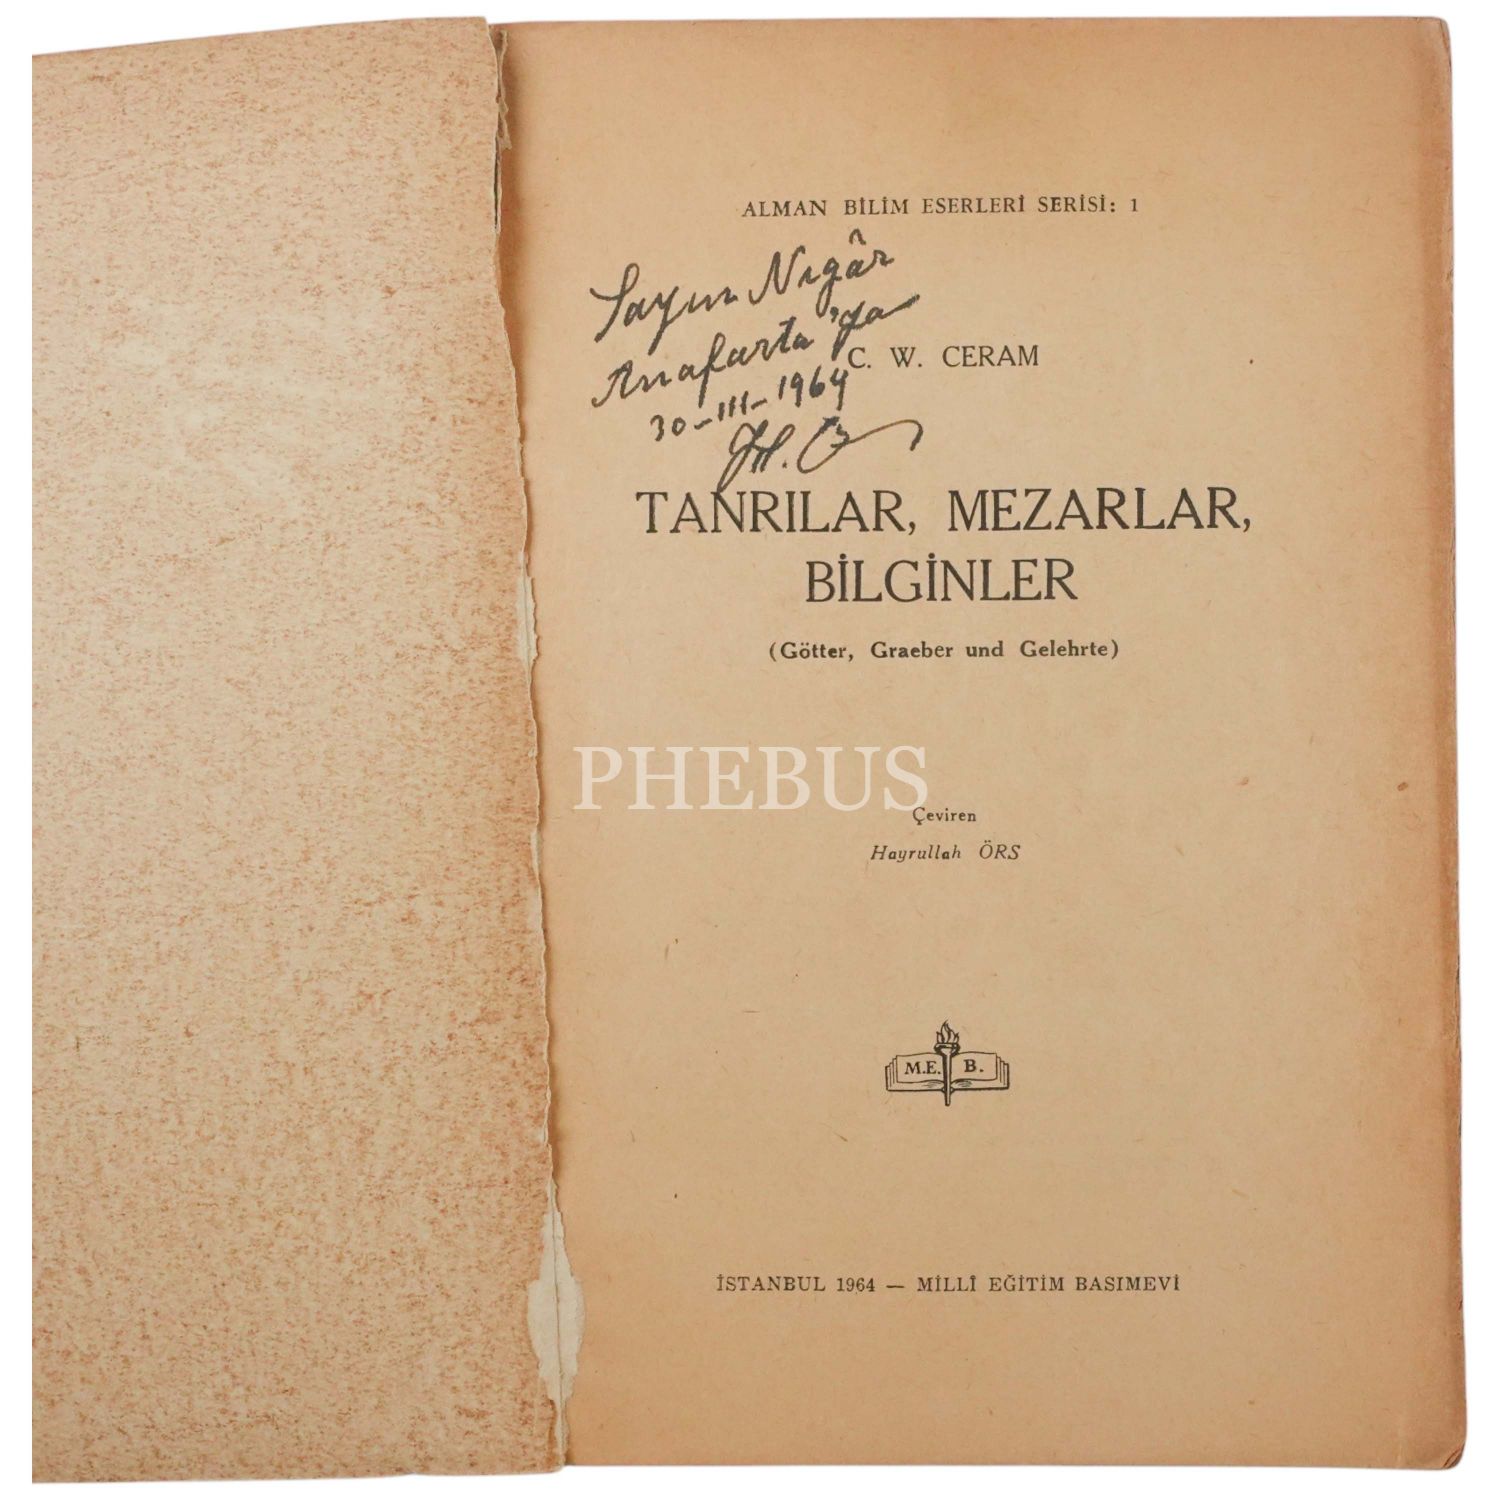 ALMAN BİLİM ESERLERİ SERİSİ: 1
Sayın Nigâr
Anafarta'ya
30-III-1964
C. W. CERAM
TANRILAR, MEZARLAR,
BİLGİNLER
(Götter, Graeber und Gelehrte)
PHEBUS
Çeviren
Hayrullah ÖRS
M.E.B.
İSTANBUL 1964 — MİLLÎ EĞİTİM BASIMEVİ